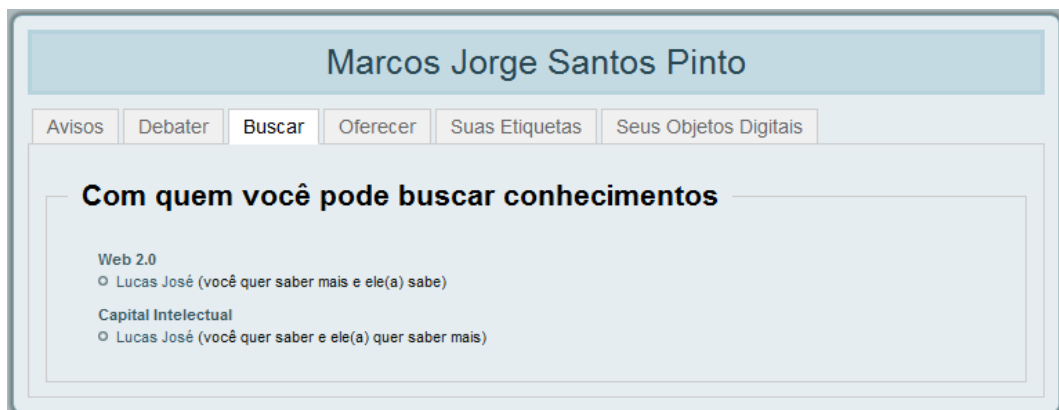 Marcos Jorge Santos Pinto
Avisos Debater Buscar Oferecer Suas Etiquetas Seus Objetos Digitais
Com quem você pode buscar conhecimentos
Web 2.0
Lucas José (você quer saber mais e ele(a) sabe)
Capital Intelectual
Lucas José (você quer saber e ele(a) quer saber mais)